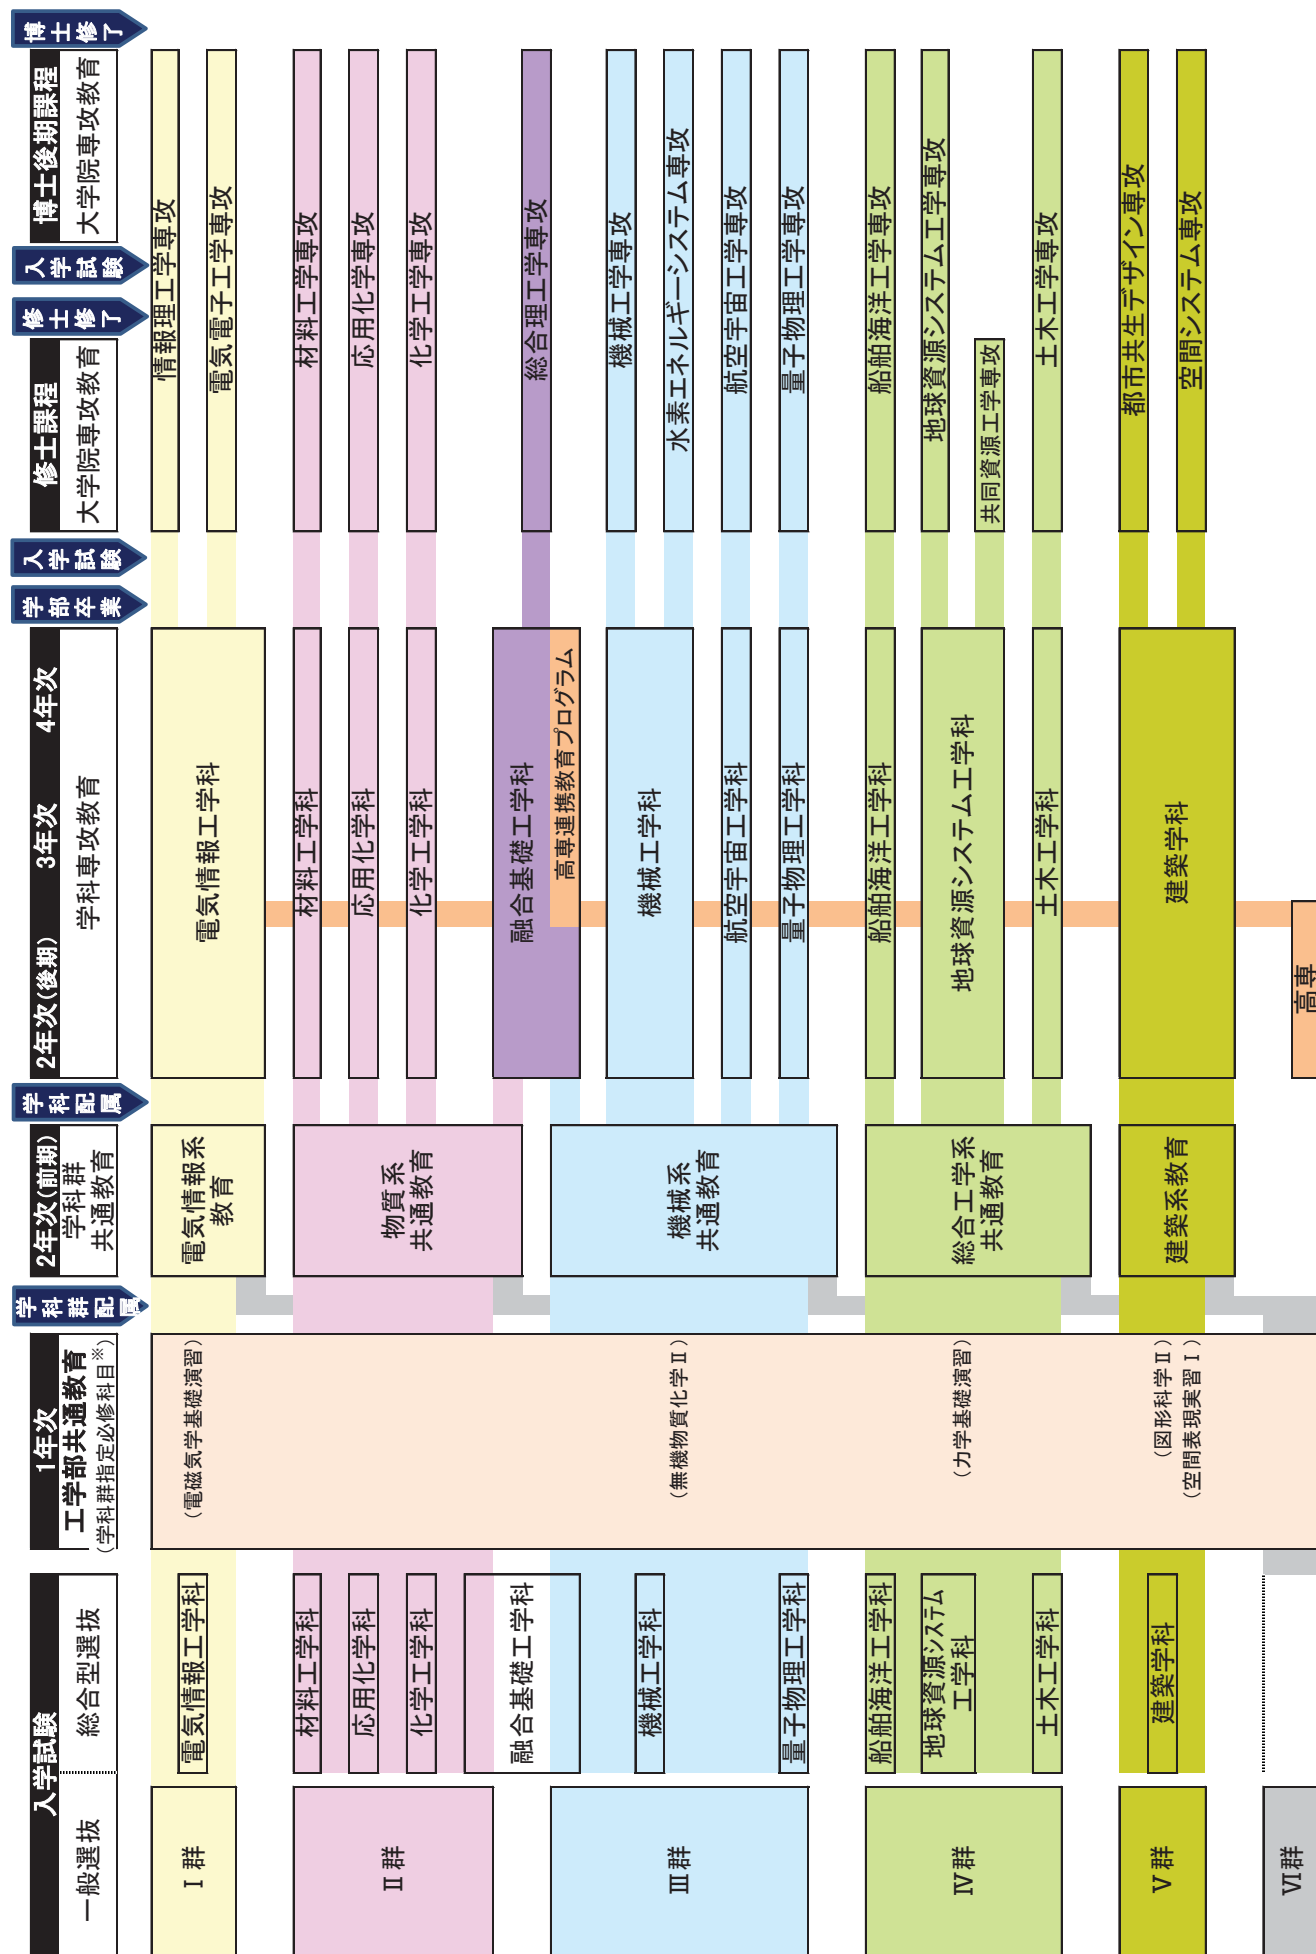 入学試験
一般選抜
総合型選抜
1年次
工学部共通教育
（学科群指定必修科目※）
学科群配属
2年次（前期）
学科群
共通教育
学科配属
2年次（後期）
3年次
4年次
学科専攻教育
学部卒業
入学試験
修士課程
大学院専攻教育
修士修了
入学試験
博士後期課程
大学院専攻教育
博士修了
Ⅰ群
電気情報工学科
（電磁気学基礎演習）
電気情報系
教育
電気情報工学科
情報理工学専攻
電気電子工学専攻
Ⅱ群
材料工学科
応用化学科
化学工学科
融合基礎工学科
物質系
共通教育
材料工学科
応用化学科
化学工学科
材料工学専攻
応用化学専攻
化学工学専攻
融合基礎工学科
高専連携教育プログラム
総合理工学専攻
Ⅲ群
機械工学科
量子物理工学科
（無機物質化学Ⅱ）
機械系
共通教育
機械工学科
航空宇宙工学科
量子物理工学科
機械工学専攻
水素エネルギーシステム専攻
航空宇宙工学専攻
量子物理工学専攻
Ⅳ群
船舶海洋工学科
地球資源システム
工学科
土木工学科
（力学基礎演習）
総合工学系
共通教育
船舶海洋工学科
地球資源システム工学科
土木工学科
船舶海洋工学専攻
地球資源システム工学専攻
共同資源工学専攻
土木工学専攻
Ⅴ群
建築学科
（図形科学Ⅱ）
（空間表現実習Ⅰ）
建築系教育
建築学科
都市共生デザイン専攻
空間システム専攻
Ⅵ群
高専